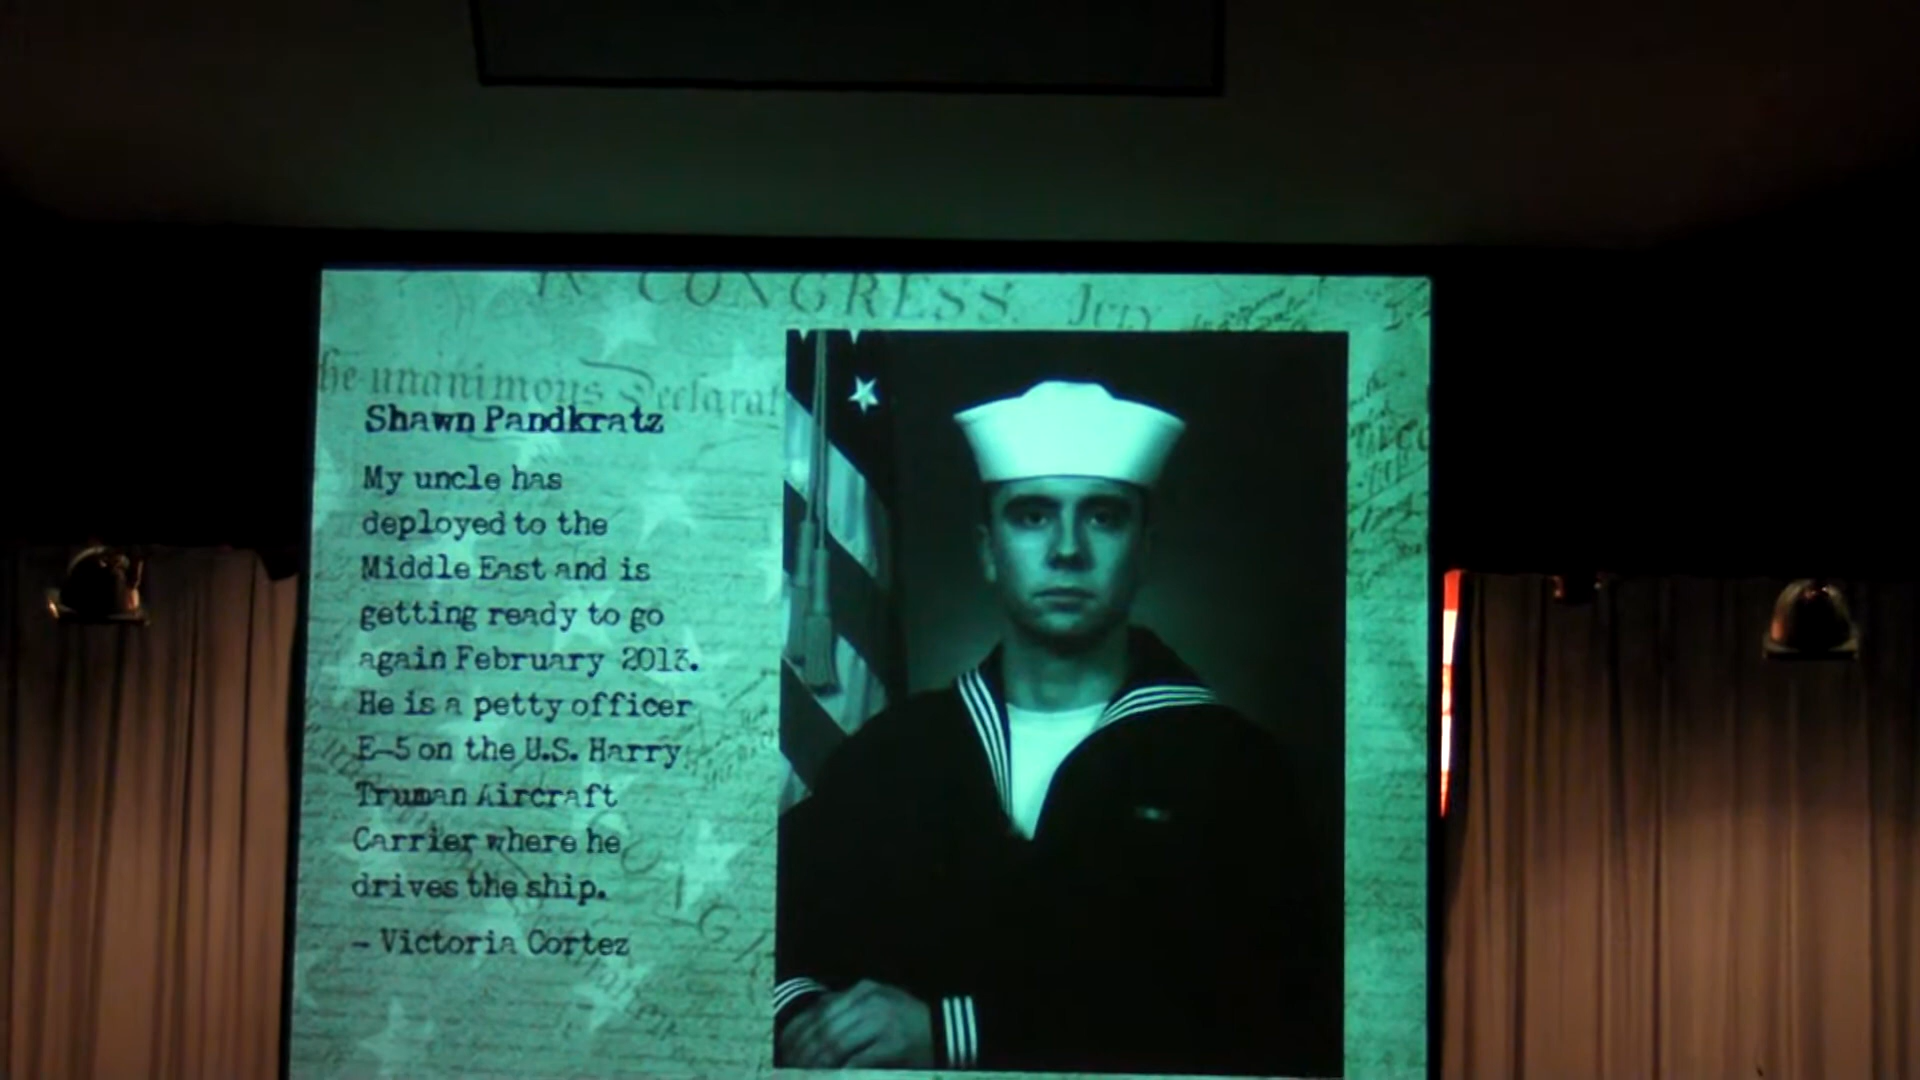 IN CONGRESS. July
he unanimous Declarat
Shawn Pandkratz
My uncle has
deployed to the
Middle East and is
getting ready to go
again February 2013.
He is a petty officer
E-5 on the U.S. Harry
Truman Aircraft
Carrier where he
drives the ship.
- Victoria Cortez